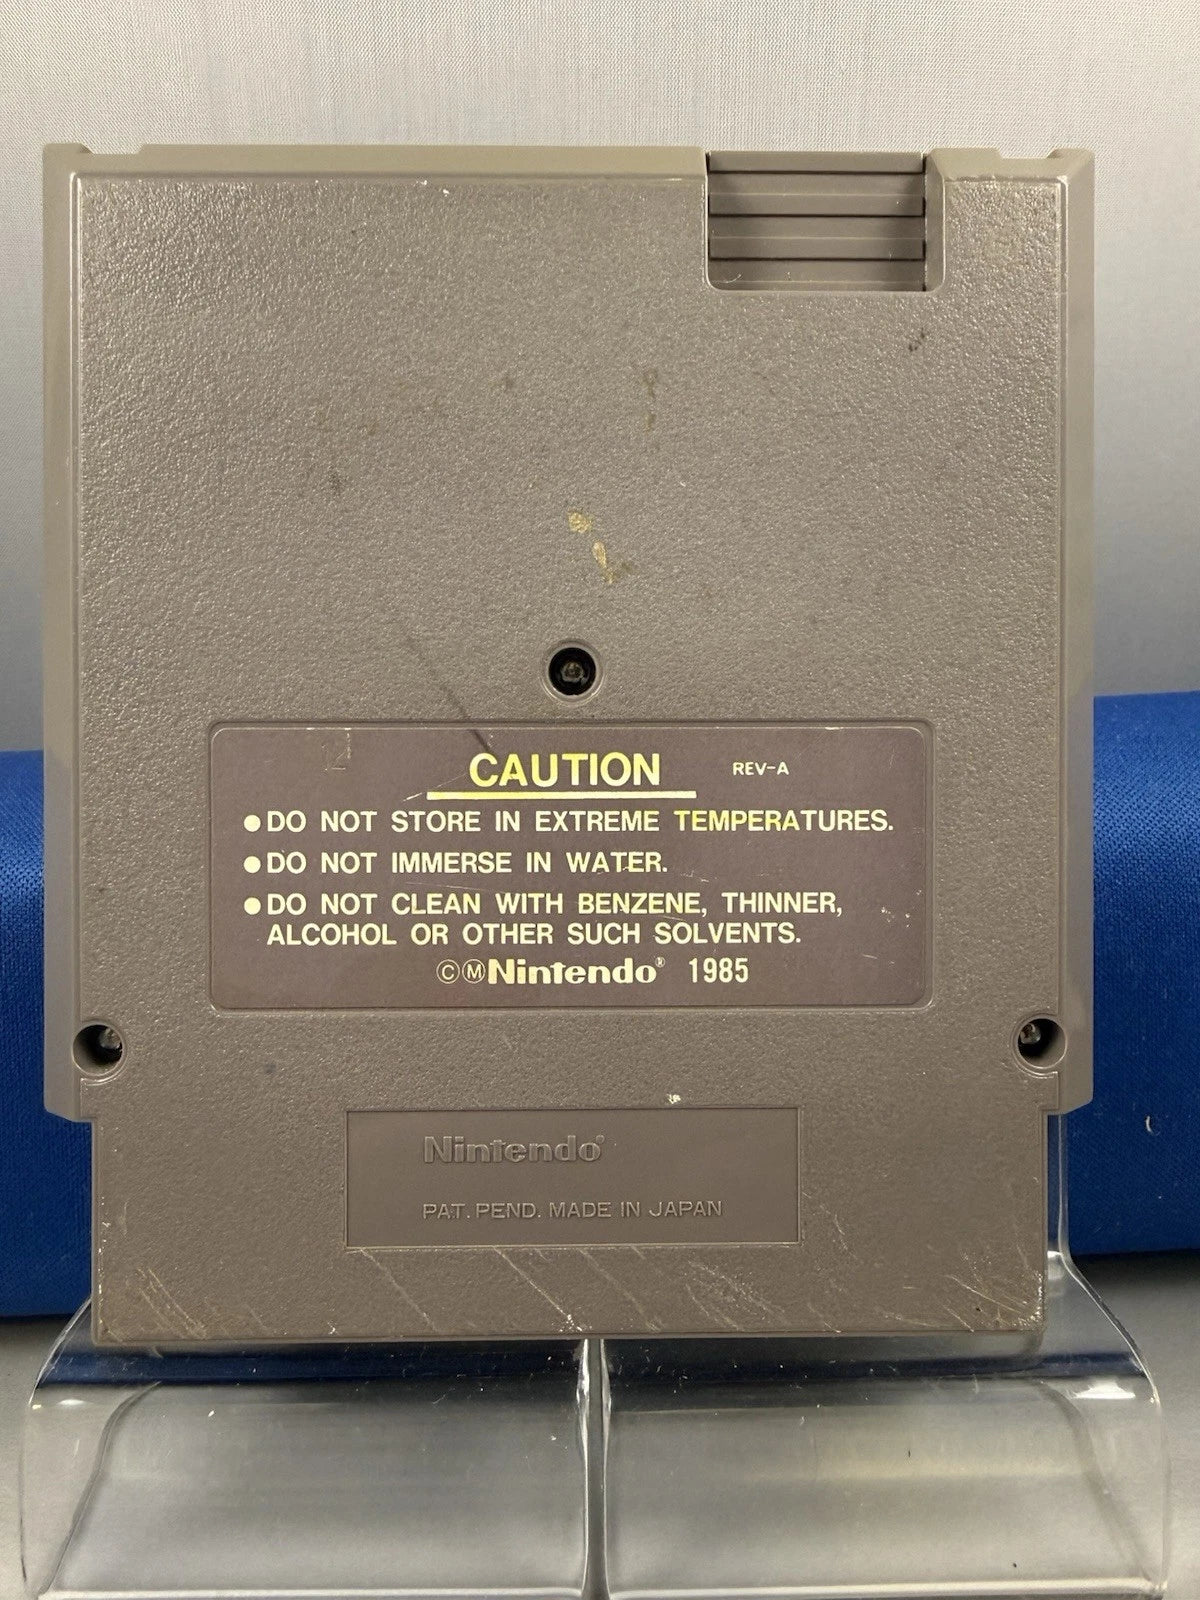 CAUTION REV-A
● DO NOT STORE IN EXTREME TEMPERATURES.
● DO NOT IMMERSE IN WATER.
● DO NOT CLEAN WITH BENZENE, THINNER,
ALCOHOL OR OTHER SUCH SOLVENTS.
©ⓂNintendo® 1985
Nintendo®
PAT. PEND. MADE IN JAPAN